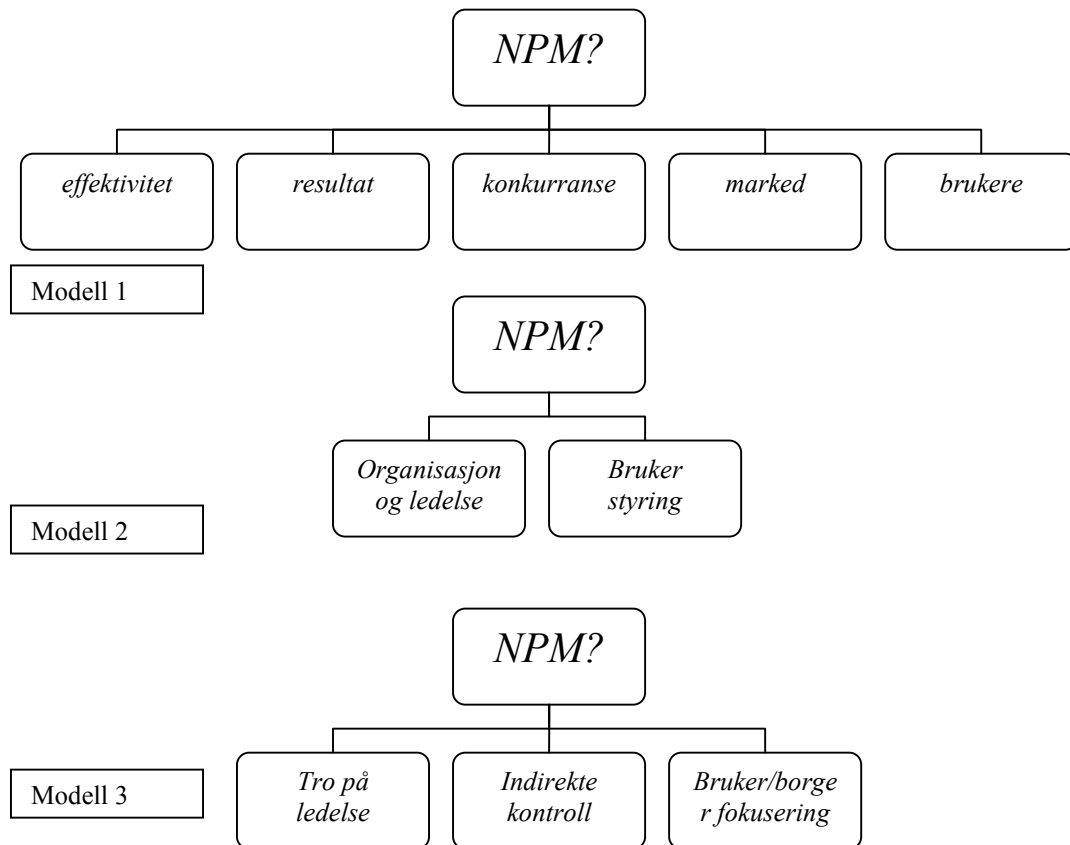 NPM?
effektivitet
resultat
konkurranse
marked
brukere
Modell 1
NPM?
Organisasjon
og ledelse
Bruker
styring
Modell 2
NPM?
Tro på
ledelse
Indirekte
kontroll
Bruker/borge
r fokusering
Modell 3